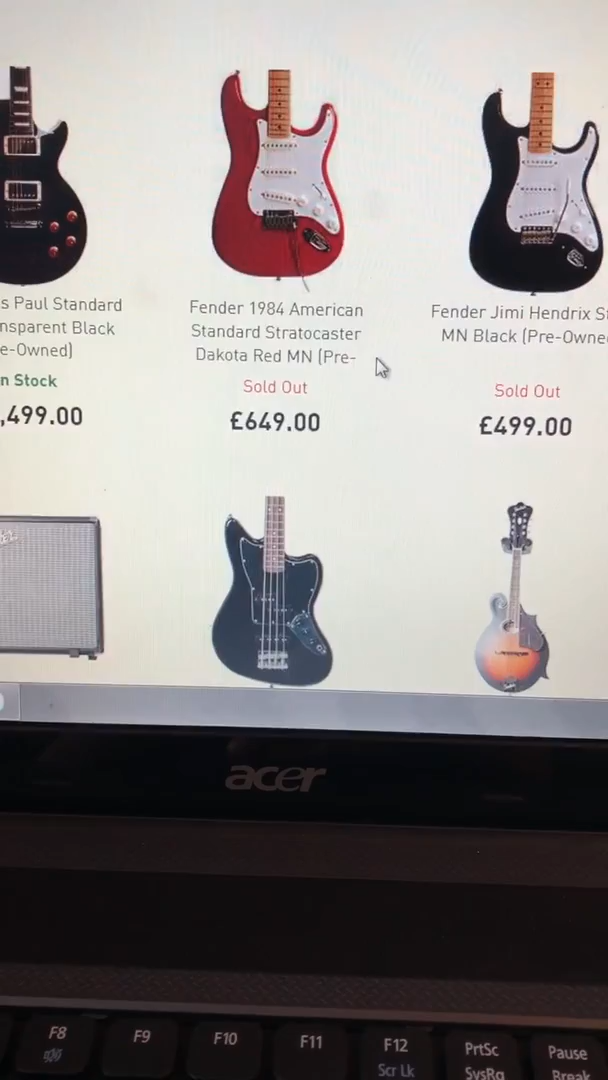 s Paul Standard
nsparent Black
e-Owned)
n Stock
,499.00
Fender 1984 American
Standard Stratocaster
Dakota Red MN (Pre-
Sold Out
£649.00
Fender Jimi Hendrix St
MN Black (Pre-Owne
Sold Out
£499.00
acer
F8
F9
F10
F11
F12
Scr Lk
PrtSc
SysRq
Pause
Break